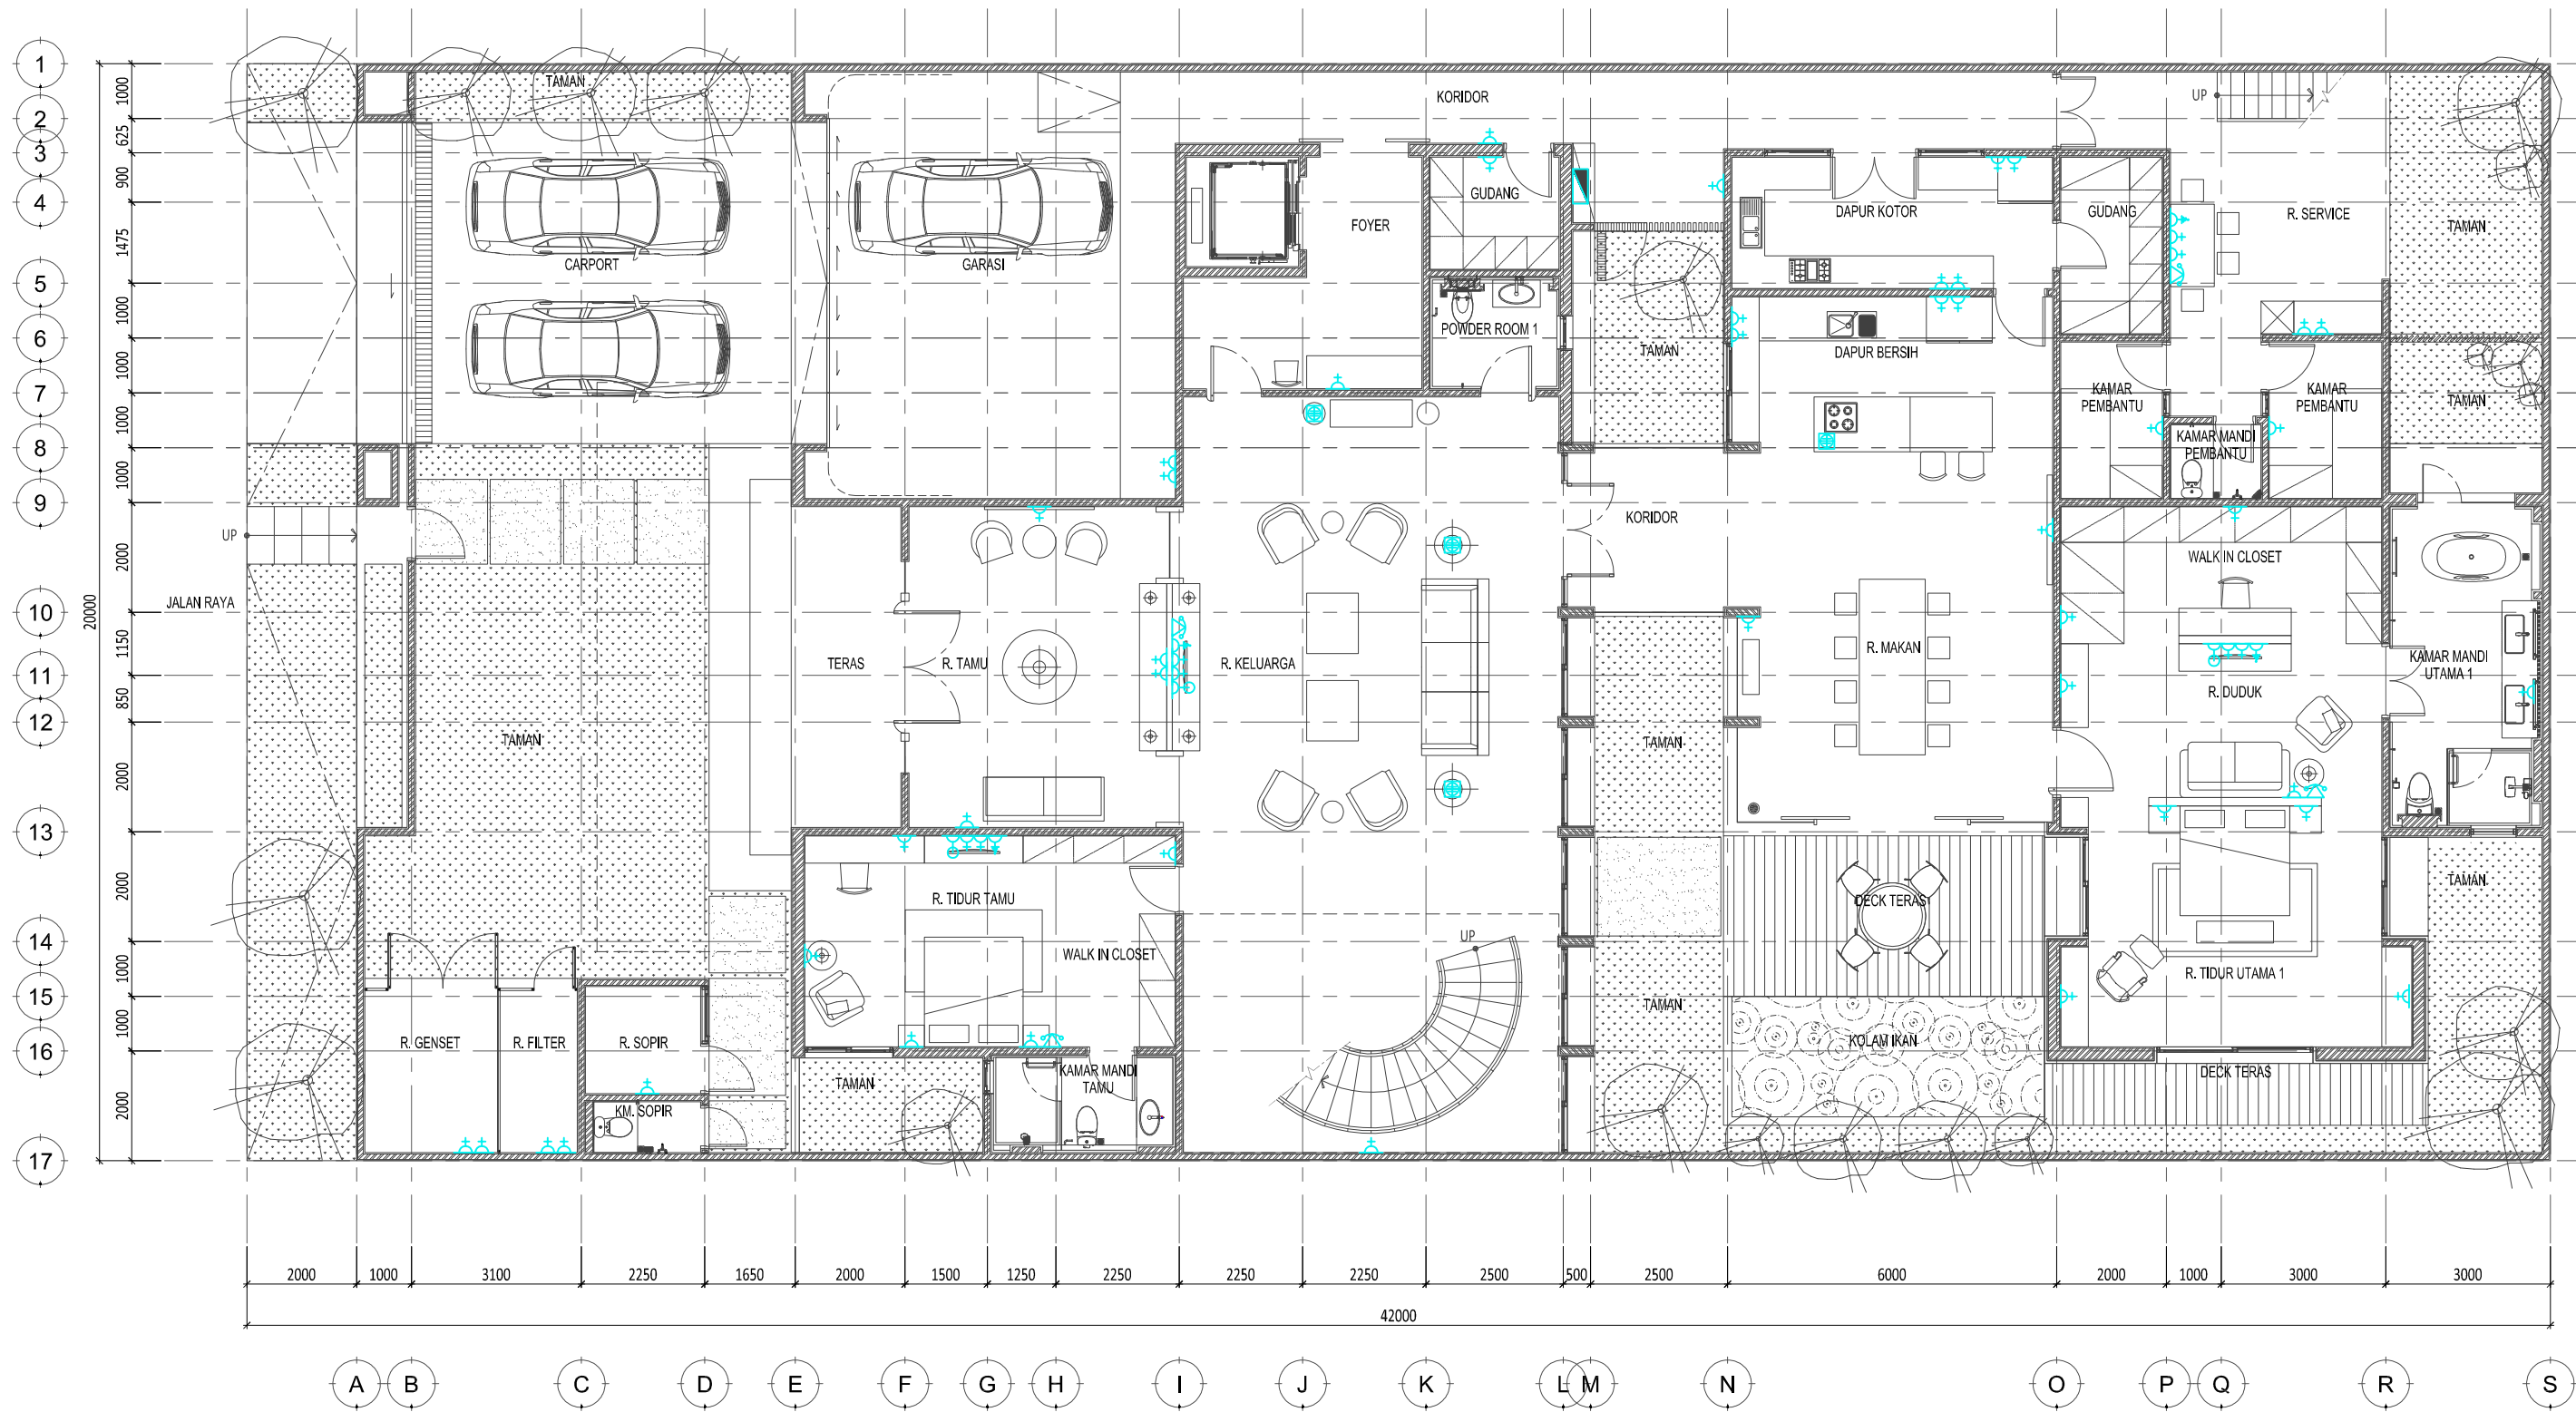 1
2
3
4
5
6
7
8
9
10
11
12
13
14
15
16
17
20000
1000
625
900
1475
1000
1000
1000
1000
2000
1150
850
2000
2000
1000
1000
2000
TAMAN
KORIDOR
UP
CARPORT
GARASI
FOYER
GUDANG
DAPUR KOTOR
GUDANG
R. SERVICE
TAMAN
POWDER ROOM 1
TAMAN
DAPUR BERSIH
KAMAR
PEMBANTU
KAMAR
PEMBANTU
TAMAN
KAMAR MANDI
PEMBANTU
UP
KORIDOR
WALK IN CLOSET
JALAN RAYA
TERAS
R. TAMU
R. KELUARGA
R. MAKAN
KAMAR MANDI
UTAMA 1
R. DUDUK
TAMAN
TAMAN
R. TIDUR TAMU
DECK TERAS
TAMAN
UP
WALK IN CLOSET
R. TIDUR UTAMA 1
TAMAN
R. GENSET
R. FILTER
R. SOPIR
KOLAM IKAN
KAMAR MANDI
TAMU
TAMAN
DECK TERAS
KM. SOPIR
2000
1000
3100
2250
1650
2000
1500
1250
2250
2250
2250
2500
500
2500
6000
2000
1000
3000
3000
42000
A
B
C
D
E
F
G
H
I
J
K
L
M
N
O
P
Q
R
S